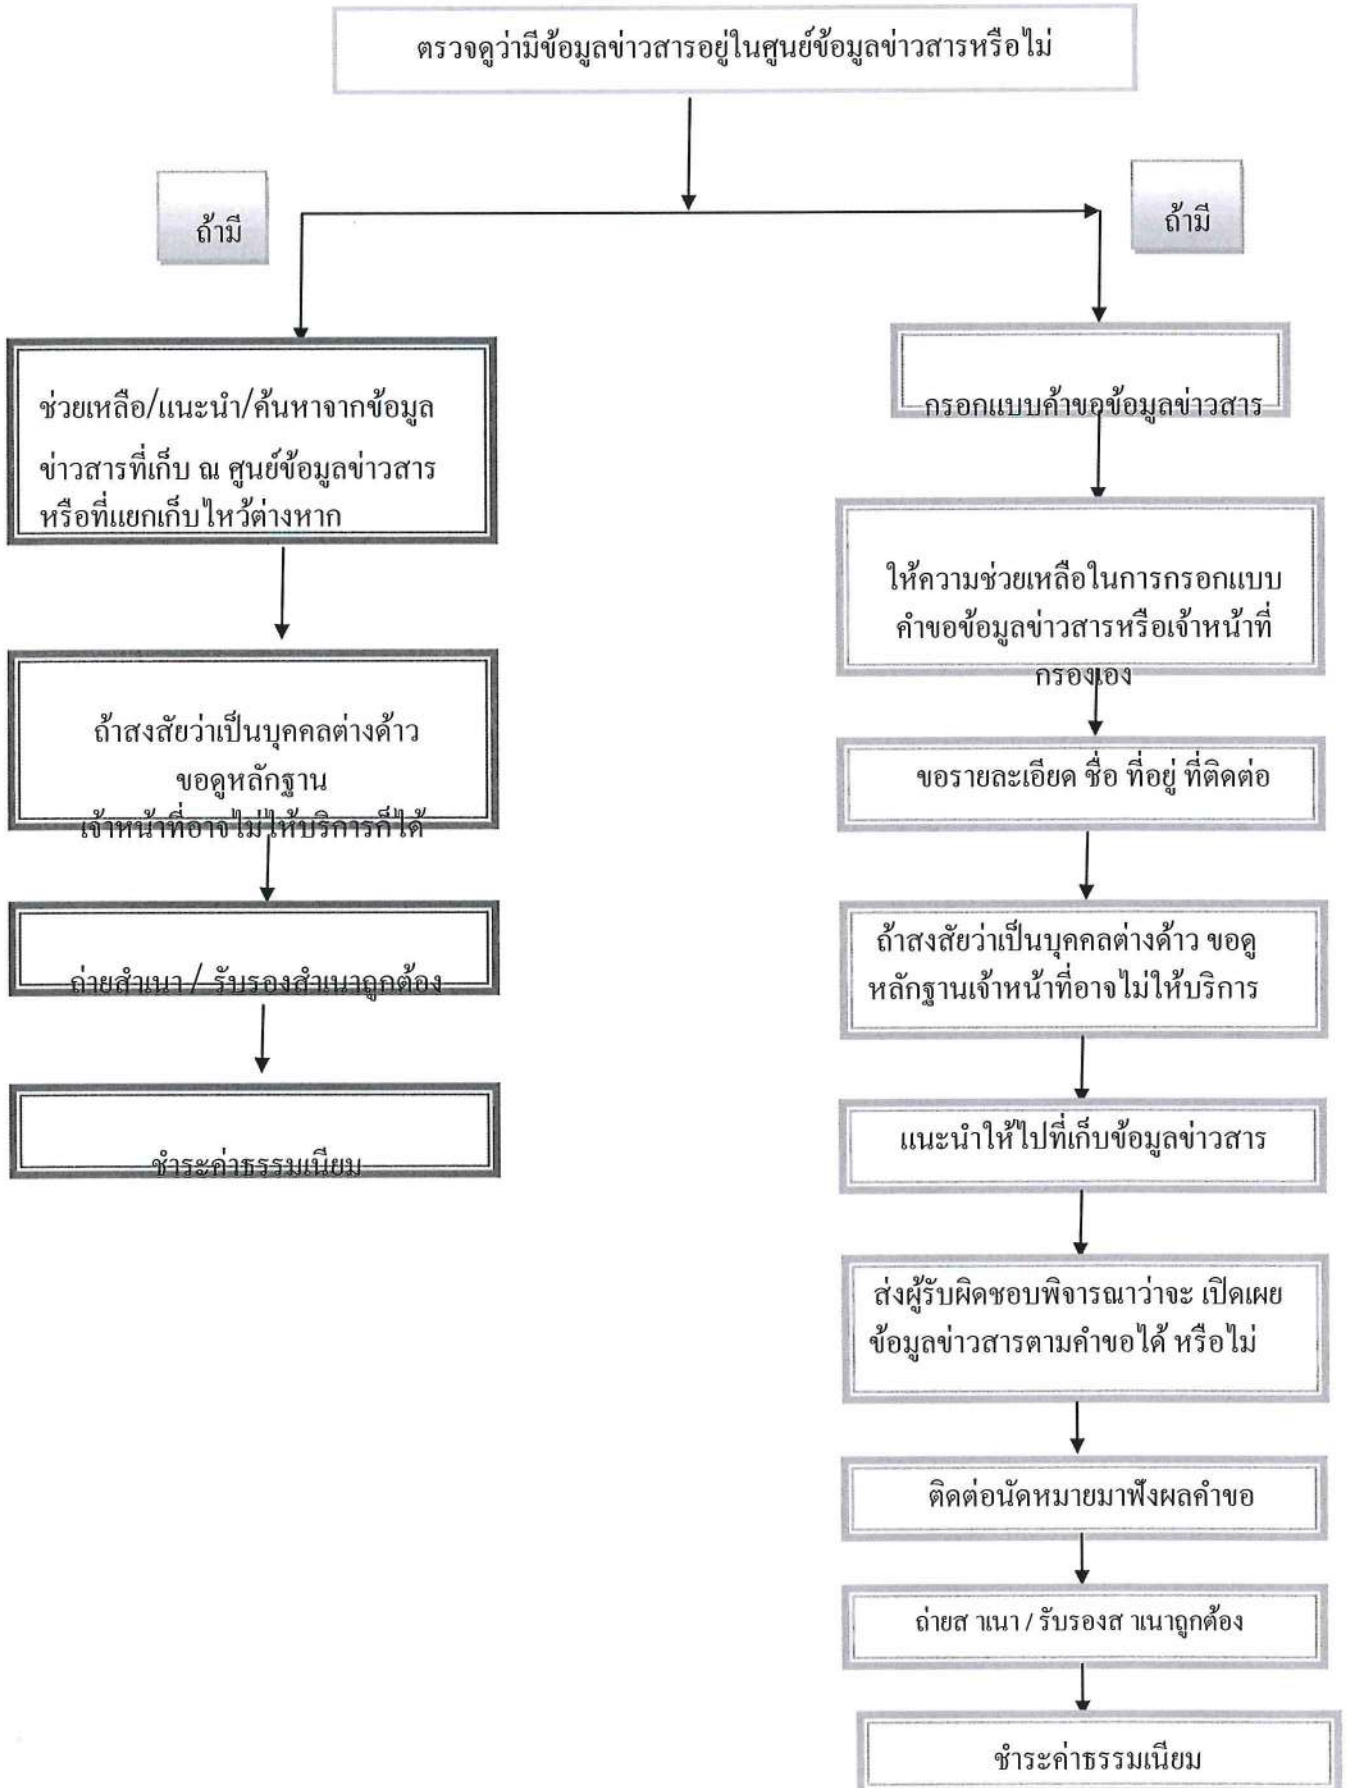 ตรวจดูว่ามีข้อมูลข่าวสารอยู่ในศูนย์ข้อมูลข่าวสารหรือไม่
ถ้ามี
ถ้ามี
ช่วยเหลือ/แนะนำ/ค้นหาจากข้อมูล
ข่าวสารที่เก็บ ณ ศูนย์ข้อมูลข่าวสาร
หรือที่แยกเก็บไหว้ต่างหาก
ถ้าสงสัยว่าเป็นบุคคลต่างด้าว
ขอดูหลักฐาน
เจ้าหน้าที่อาจไม่ให้บริการก็ได้
ถ่ายสำเนา / รับรองสำเนาถูกต้อง
ชำระค่าธรรมเนียม
กรอกแบบค้าขอข้อมูลข่าวสาร
ให้ความช่วยเหลือในการกรอกแบบ
คำขอข้อมูลข่าวสารหรือเจ้าหน้าที่
กรองเอง
ขอรายละเอียด ชื่อ ที่อยู่ ที่ติดต่อ
ถ้าสงสัยว่าเป็นบุคคลต่างด้าว ขอดู
หลักฐานเจ้าหน้าที่อาจไม่ให้บริการ
แนะนำให้ไปที่เก็บข้อมูลข่าวสาร
ส่งผู้รับผิดชอบพิจารณาว่าจะ เปิดเผย
ข้อมูลข่าวสารตามคำขอได้ หรือไม่
ติดต่อนัดหมายมาฟังผลคำขอ
ถ่ายส าเนา / รับรองส าเนาถูกต้อง
ชำระค่าธรรมเนียม